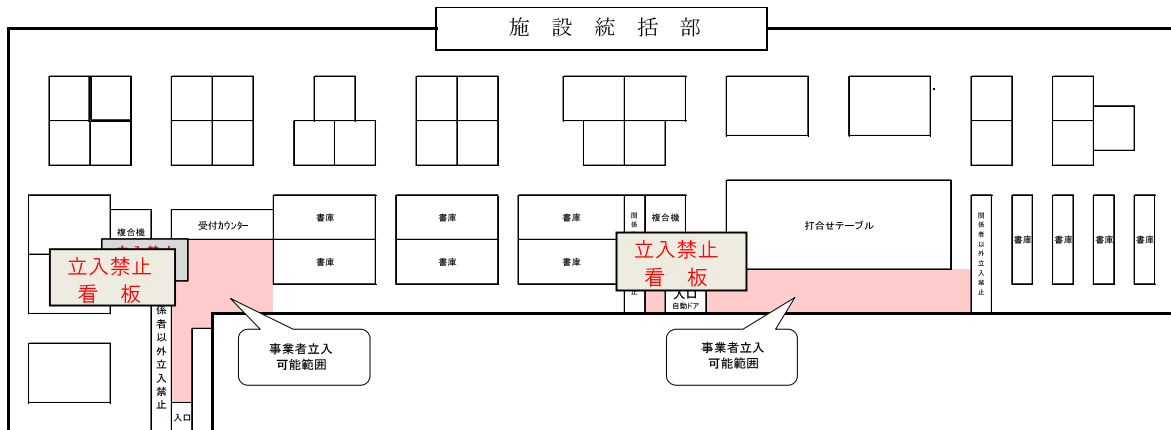 施設統括部
複合機
受付カウンター
書庫
書庫
書庫
複合機
打合せテーブル
関係者以外立入禁止
書庫
書庫
書庫
書庫
立入禁止
看板
書庫
書庫
書庫
立入禁止
看板
入口
自動ドア
係者以外立入禁止
事業者立入
可能範囲
事業者立入
可能範囲
入口